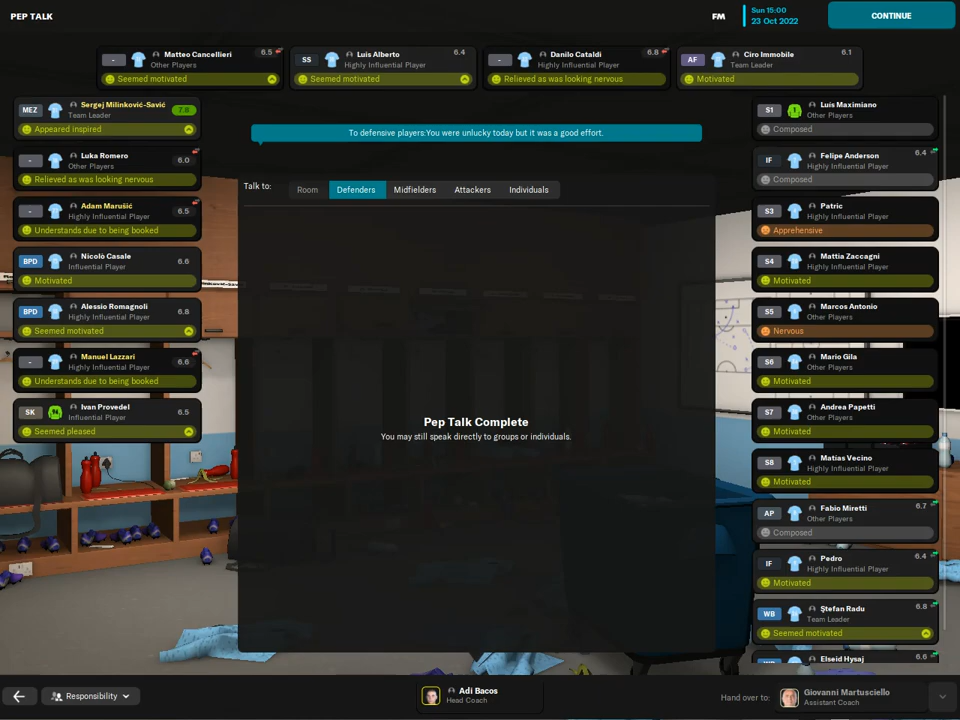 PEP TALK
FM
Sun 15:00
23 Oct 2022
CONTINUE
-
Matteo Cancellieri
Other Players
6.5
Seemed motivated
SS
Luis Alberto
Highly Influential Player
6.4
Seemed motivated
-
Danilo Cataldi
Highly Influential Player
6.8
Relieved as was looking nervous
AF
Ciro Immobile
Team Leader
6.1
Motivated
MEZ
Sergej Milinković-Savić
Team Leader
7.8
Appeared inspired
-
Luka Romero
Other Players
6.0
Relieved as was looking nervous
-
Adam Marušić
Highly Influential Player
6.5
Understands due to being booked
BPD
Nicolò Casale
Influential Player
6.6
Motivated
BPD
Alessio Romagnoli
Highly Influential Player
6.8
Seemed motivated
-
Manuel Lazzari
Highly Influential Player
6.6
Understands due to being booked
SK
Ivan Provedel
Influential Player
6.5
Seemed pleased
To defensive players:You were unlucky today but it was a good effort.
Talk to:
Room
Defenders
Midfielders
Attackers
Individuals
Pep Talk Complete
You may still speak directly to groups or individuals.
S1
Luís Maximiano
Other Players
Composed
IF
Felipe Anderson
Highly Influential Player
6.4
Composed
S3
Patric
Highly Influential Player
Apprehensive
S4
Mattia Zaccagni
Highly Influential Player
Motivated
S5
Marcos Antonio
Other Players
Nervous
S6
Mario Gila
Other Players
Motivated
S7
Andrea Papetti
Other Players
Motivated
S8
Matías Vecino
Highly Influential Player
Motivated
AP
Fabio Miretti
Other Players
6.7
Composed
IF
Pedro
Highly Influential Player
6.4
Motivated
WB
Ștefan Radu
Team Leader
6.8
Seemed motivated
WB
Elseid Hysaj
6.6
Responsibility
Adi Bacos
Head Coach
Hand over to:
Giovanni Martusciello
Assistant Coach